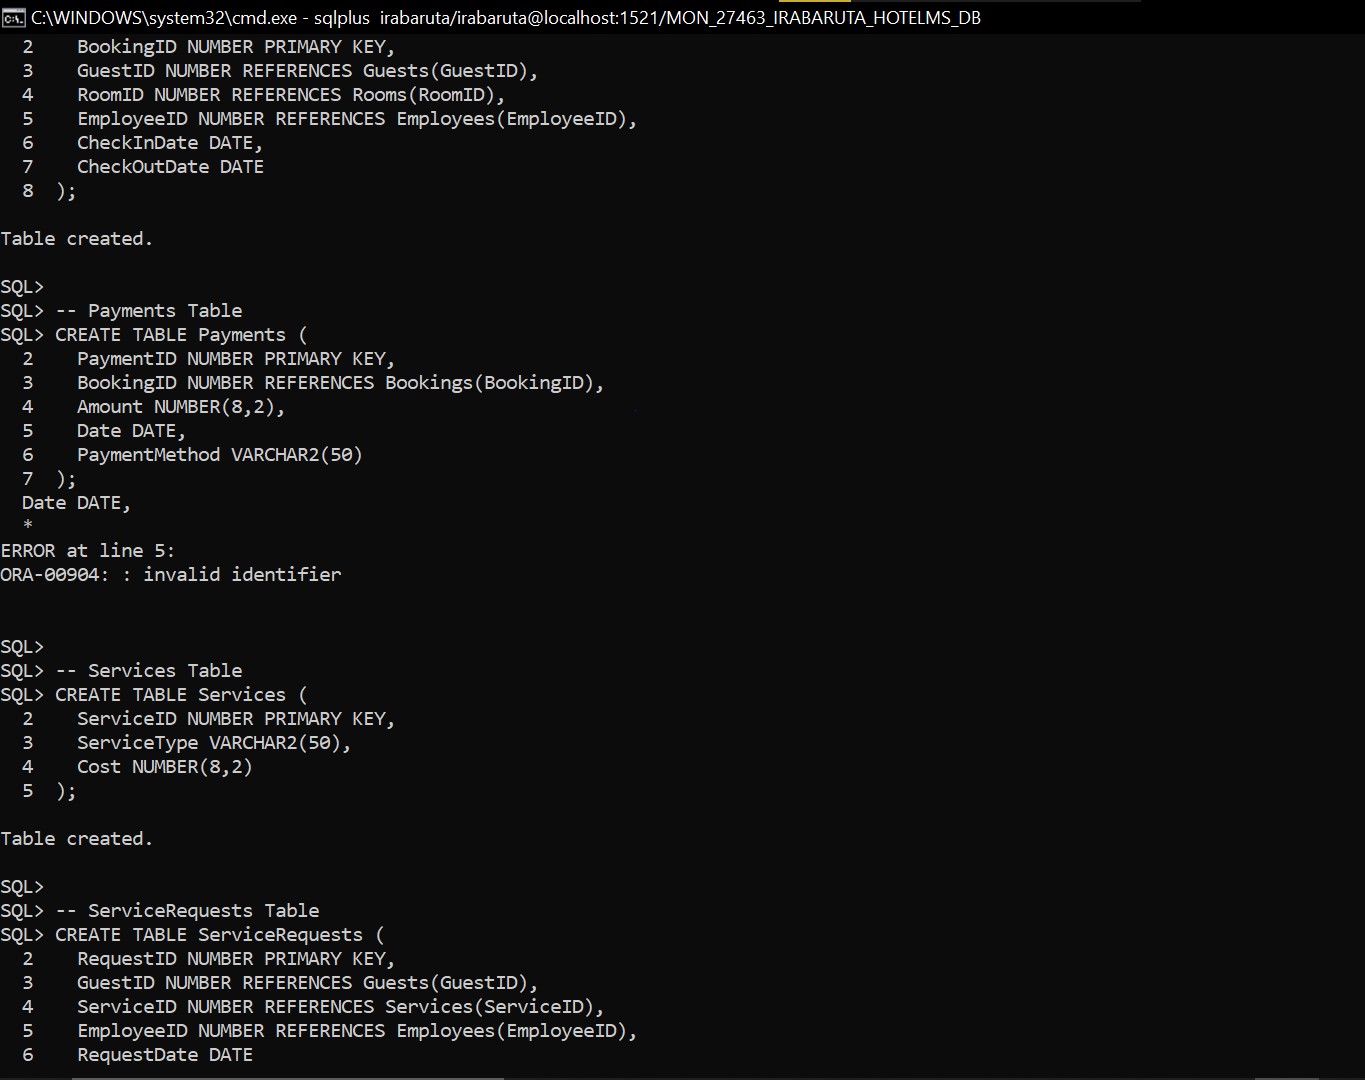 C:\WINDOWS\system32\cmd.exe - sqlplus  irabaruta/irabaruta@localhost:1521/MON_27463_IRABARUTA_HOTELMS_DB
  2    BookingID NUMBER PRIMARY KEY,
  3    GuestID NUMBER REFERENCES Guests(GuestID),
  4    RoomID NUMBER REFERENCES Rooms(RoomID),
  5    EmployeeID NUMBER REFERENCES Employees(EmployeeID),
  6    CheckInDate DATE,
  7    CheckOutDate DATE
  8  );
Table created.
SQL>
SQL> -- Payments Table
SQL> CREATE TABLE Payments (
  2    PaymentID NUMBER PRIMARY KEY,
  3    BookingID NUMBER REFERENCES Bookings(BookingID),
  4    Amount NUMBER(8,2),
  5    Date DATE,
  6    PaymentMethod VARCHAR2(50)
  7  );
  Date DATE,
  *
ERROR at line 5:
ORA-00904: : invalid identifier
SQL>
SQL> -- Services Table
SQL> CREATE TABLE Services (
  2    ServiceID NUMBER PRIMARY KEY,
  3    ServiceType VARCHAR2(50),
  4    Cost NUMBER(8,2)
  5  );
Table created.
SQL>
SQL> -- ServiceRequests Table
SQL> CREATE TABLE ServiceRequests (
  2    RequestID NUMBER PRIMARY KEY,
  3    GuestID NUMBER REFERENCES Guests(GuestID),
  4    ServiceID NUMBER REFERENCES Services(ServiceID),
  5    EmployeeID NUMBER REFERENCES Employees(EmployeeID),
  6    RequestDate DATE